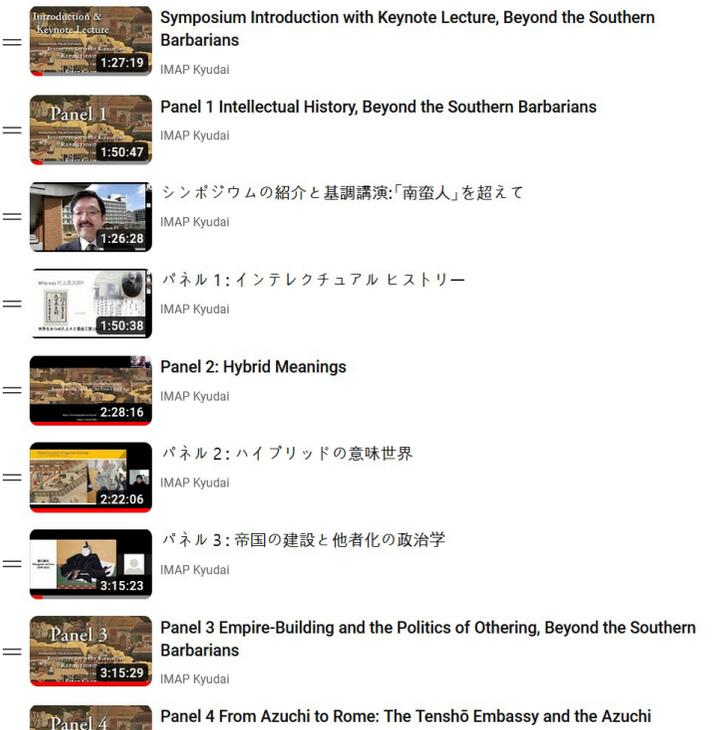 Introduction &
Keynote Lecture
1:27:19
Symposium Introduction with Keynote Lecture, Beyond the Southern
Barbarians
IMAP Kyudai
Panel 1
1:50:47
Panel 1 Intellectual History, Beyond the Southern Barbarians
IMAP Kyudai
1:26:28
シンポジウムの紹介と基調講演:「南蛮人」を超えて
IMAP Kyudai
1:50:38
パネル 1 : インテレクチュアル ヒストリー
IMAP Kyudai
2:28:16
Panel 2: Hybrid Meanings
IMAP Kyudai
2:22:06
パネル 2 : ハイブリッドの意味世界
IMAP Kyudai
3:15:23
パネル 3 : 帝国の建設と他者化の政治学
IMAP Kyudai
Panel 3
3:15:29
Panel 3 Empire-Building and the Politics of Othering, Beyond the Southern
Barbarians
IMAP Kyudai
Panel 4
Panel 4 From Azuchi to Rome: The Tenshō Embassy and the Azuchi